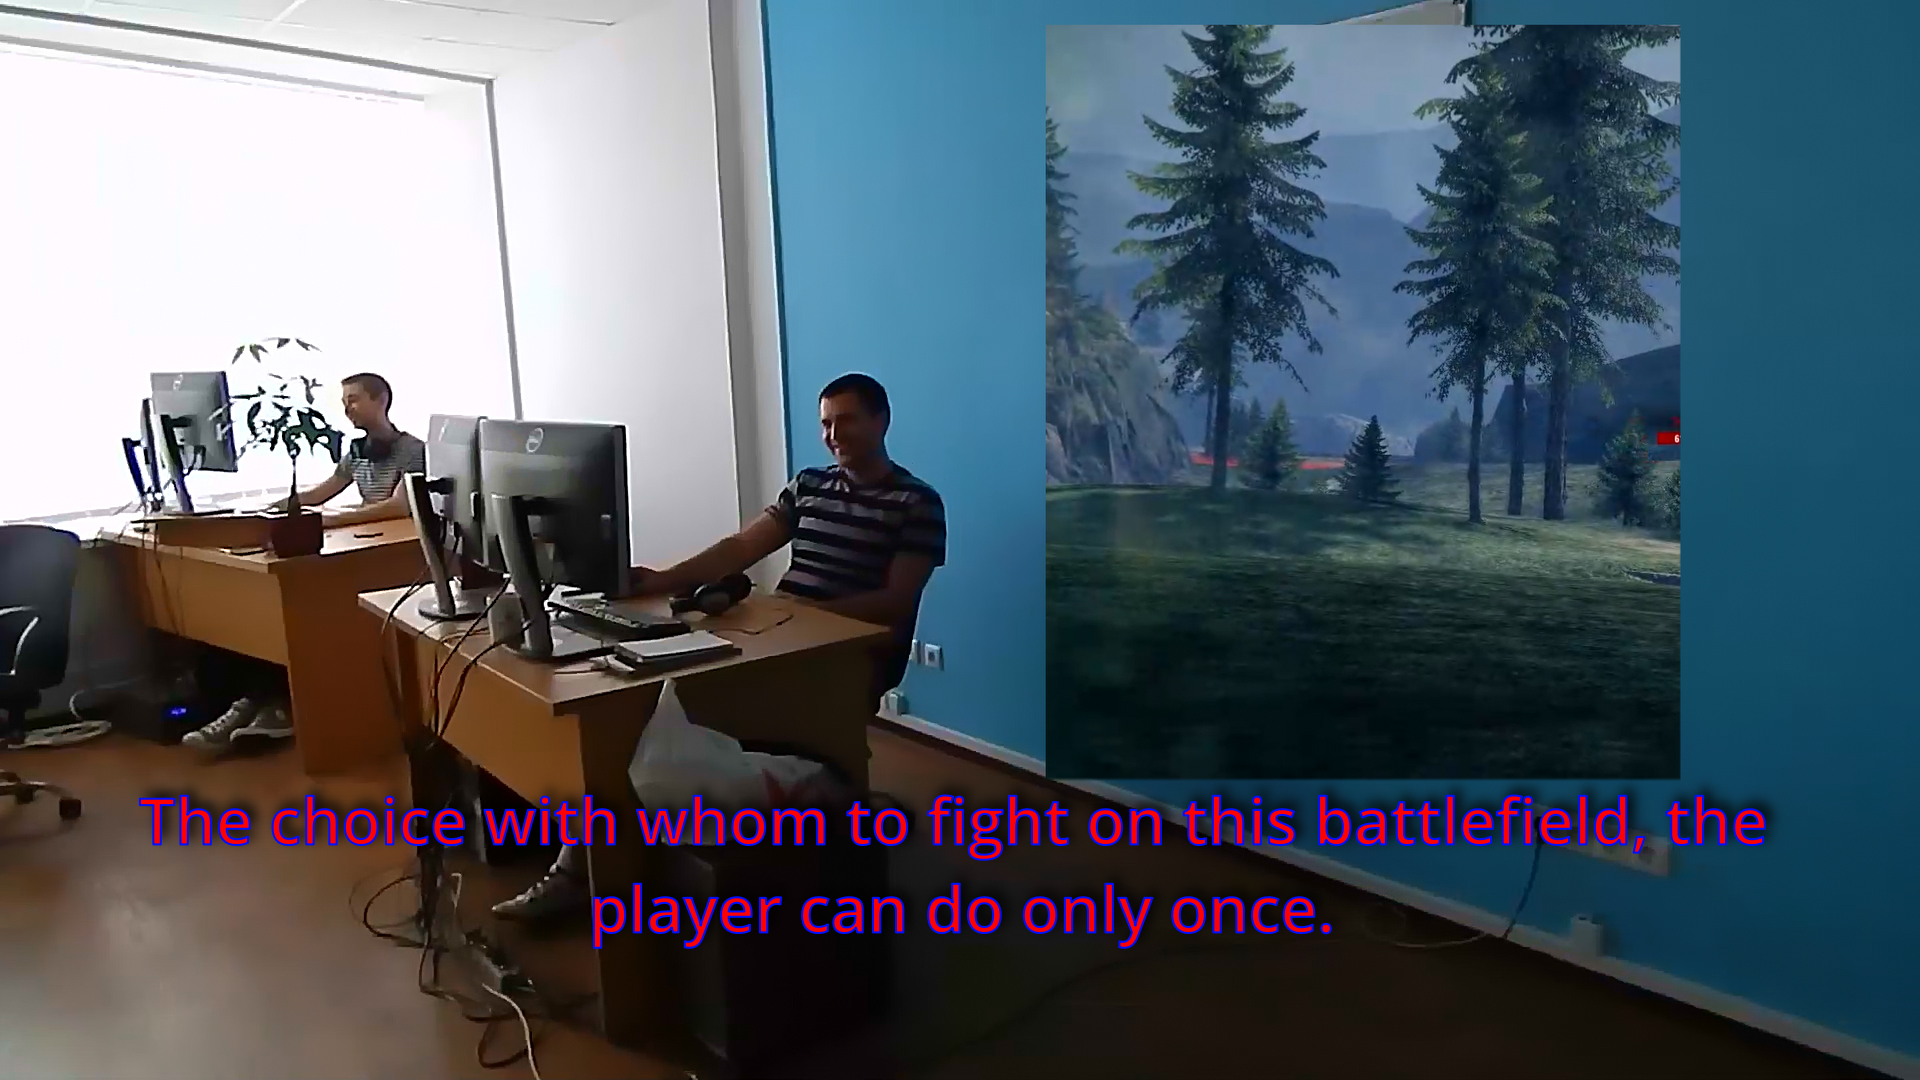 The choice with whom to fight on this battlefield, the
player can do only once.